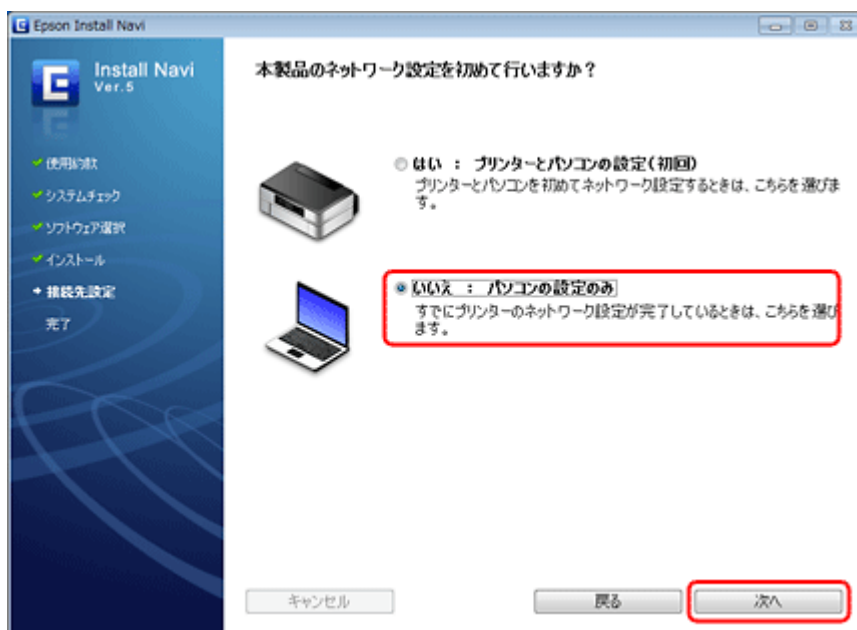 Epson Install Navi
Install Navi
Ver.5
本製品のネットワーク設定を初めて行いますか？
使用約款
システムチェック
ソフトウェア選択
インストール
接続先設定
完了
はい ： プリンターとパソコンの設定(初回)
プリンターとパソコンを初めてネットワーク設定するときは、こちらを選びま
す。
いいえ ： パソコンの設定のみ
すでにプリンターのネットワーク設定が完了しているときは、こちらを選び
ます。
キャンセル
戻る
次へ